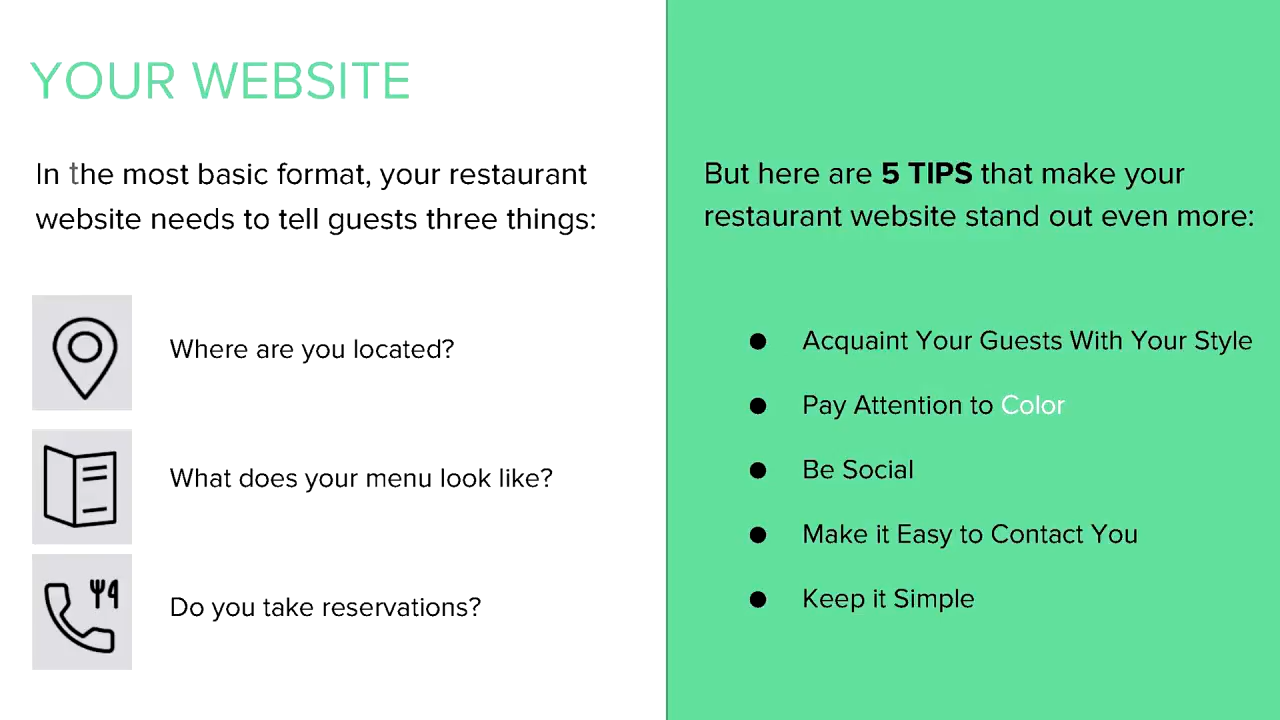 YOUR WEBSITE
In the most basic format, your restaurant
website needs to tell guests three things:
Where are you located?
What does your menu look like?
Do you take reservations?
But here are 5 TIPS that make your
restaurant website stand out even more:
● Acquaint Your Guests With Your Style
● Pay Attention to Color
● Be Social
● Make it Easy to Contact You
● Keep it Simple